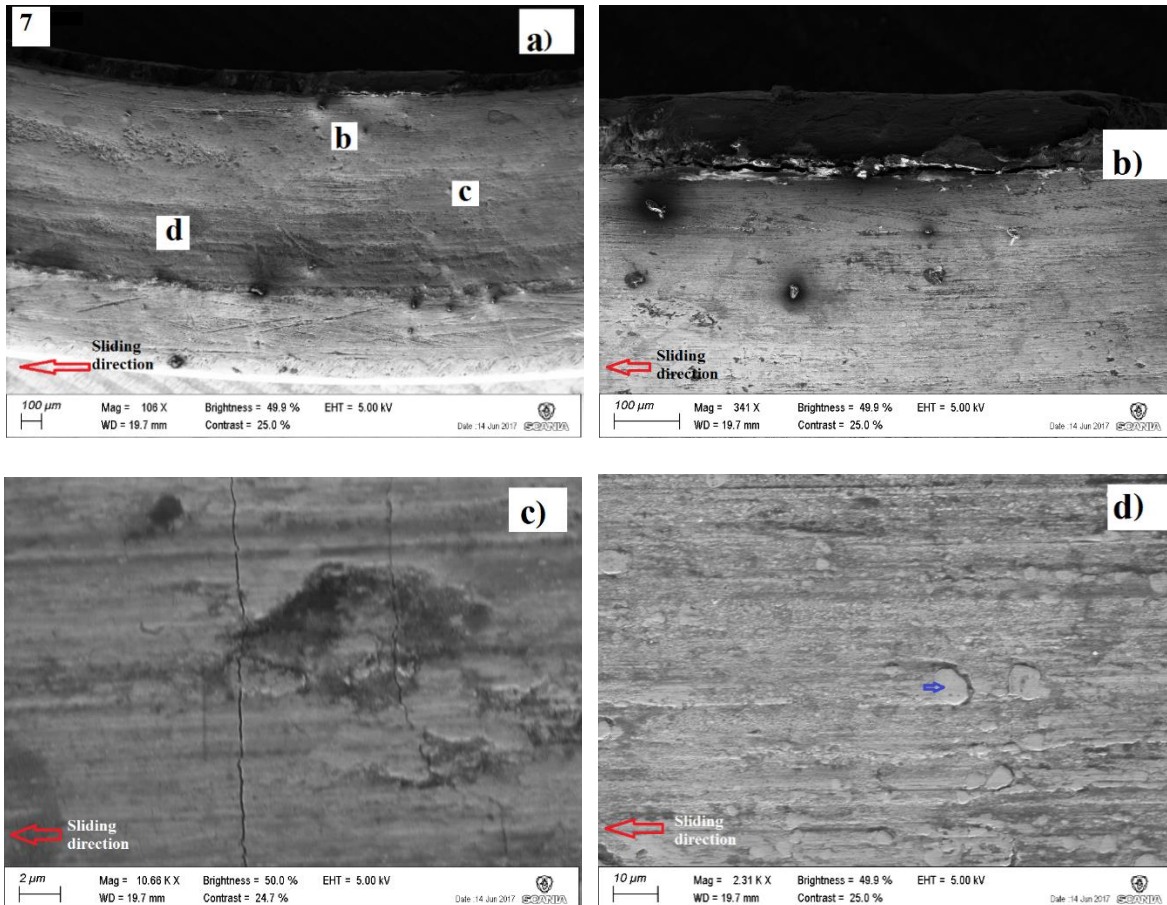 7
a)
b
c
d
Sliding
direction
100 µm
Mag = 106 X
Brightness = 49.9 %
EHT = 5.00 kV
WD = 19.7 mm
Contrast = 25.0 %
Date :14 Jun 2017
SCANIA
b)
Sliding
direction
100 µm
Mag = 341 X
Brightness = 49.9 %
EHT = 5.00 kV
WD = 19.7 mm
Contrast = 25.0 %
Date :14 Jun 2017
SCANIA
c)
Sliding
direction
2 µm
Mag = 10.66 K X
Brightness = 50.0 %
EHT = 5.00 kV
WD = 19.7 mm
Contrast = 24.7 %
Date :14 Jun 2017
SCANIA
d)
Sliding
direction
10 µm
Mag = 2.31 K X
Brightness = 49.9 %
EHT = 5.00 kV
WD = 19.7 mm
Contrast = 25.0 %
Date :14 Jun 2017
SCANIA